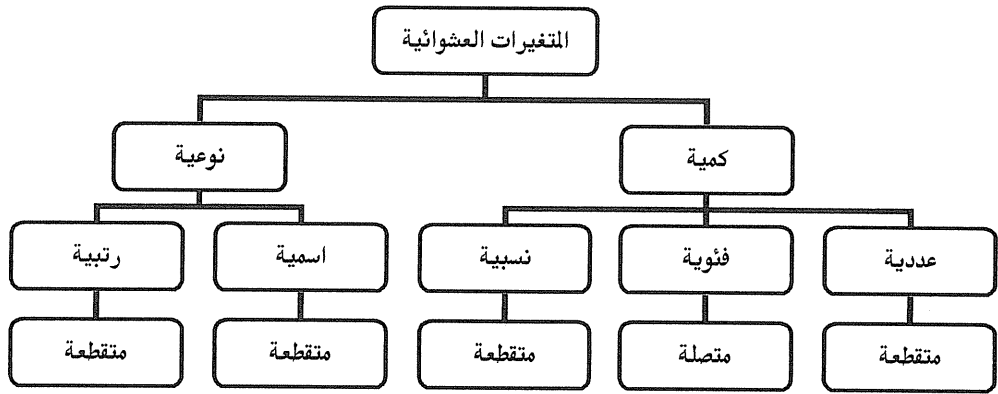 المتغيرات العشوائية
كمية
نوعية
عددية
فئوية
نسبية
اسمية
رتبية
متقطعة
متصلة
متقطعة
متقطعة
متقطعة